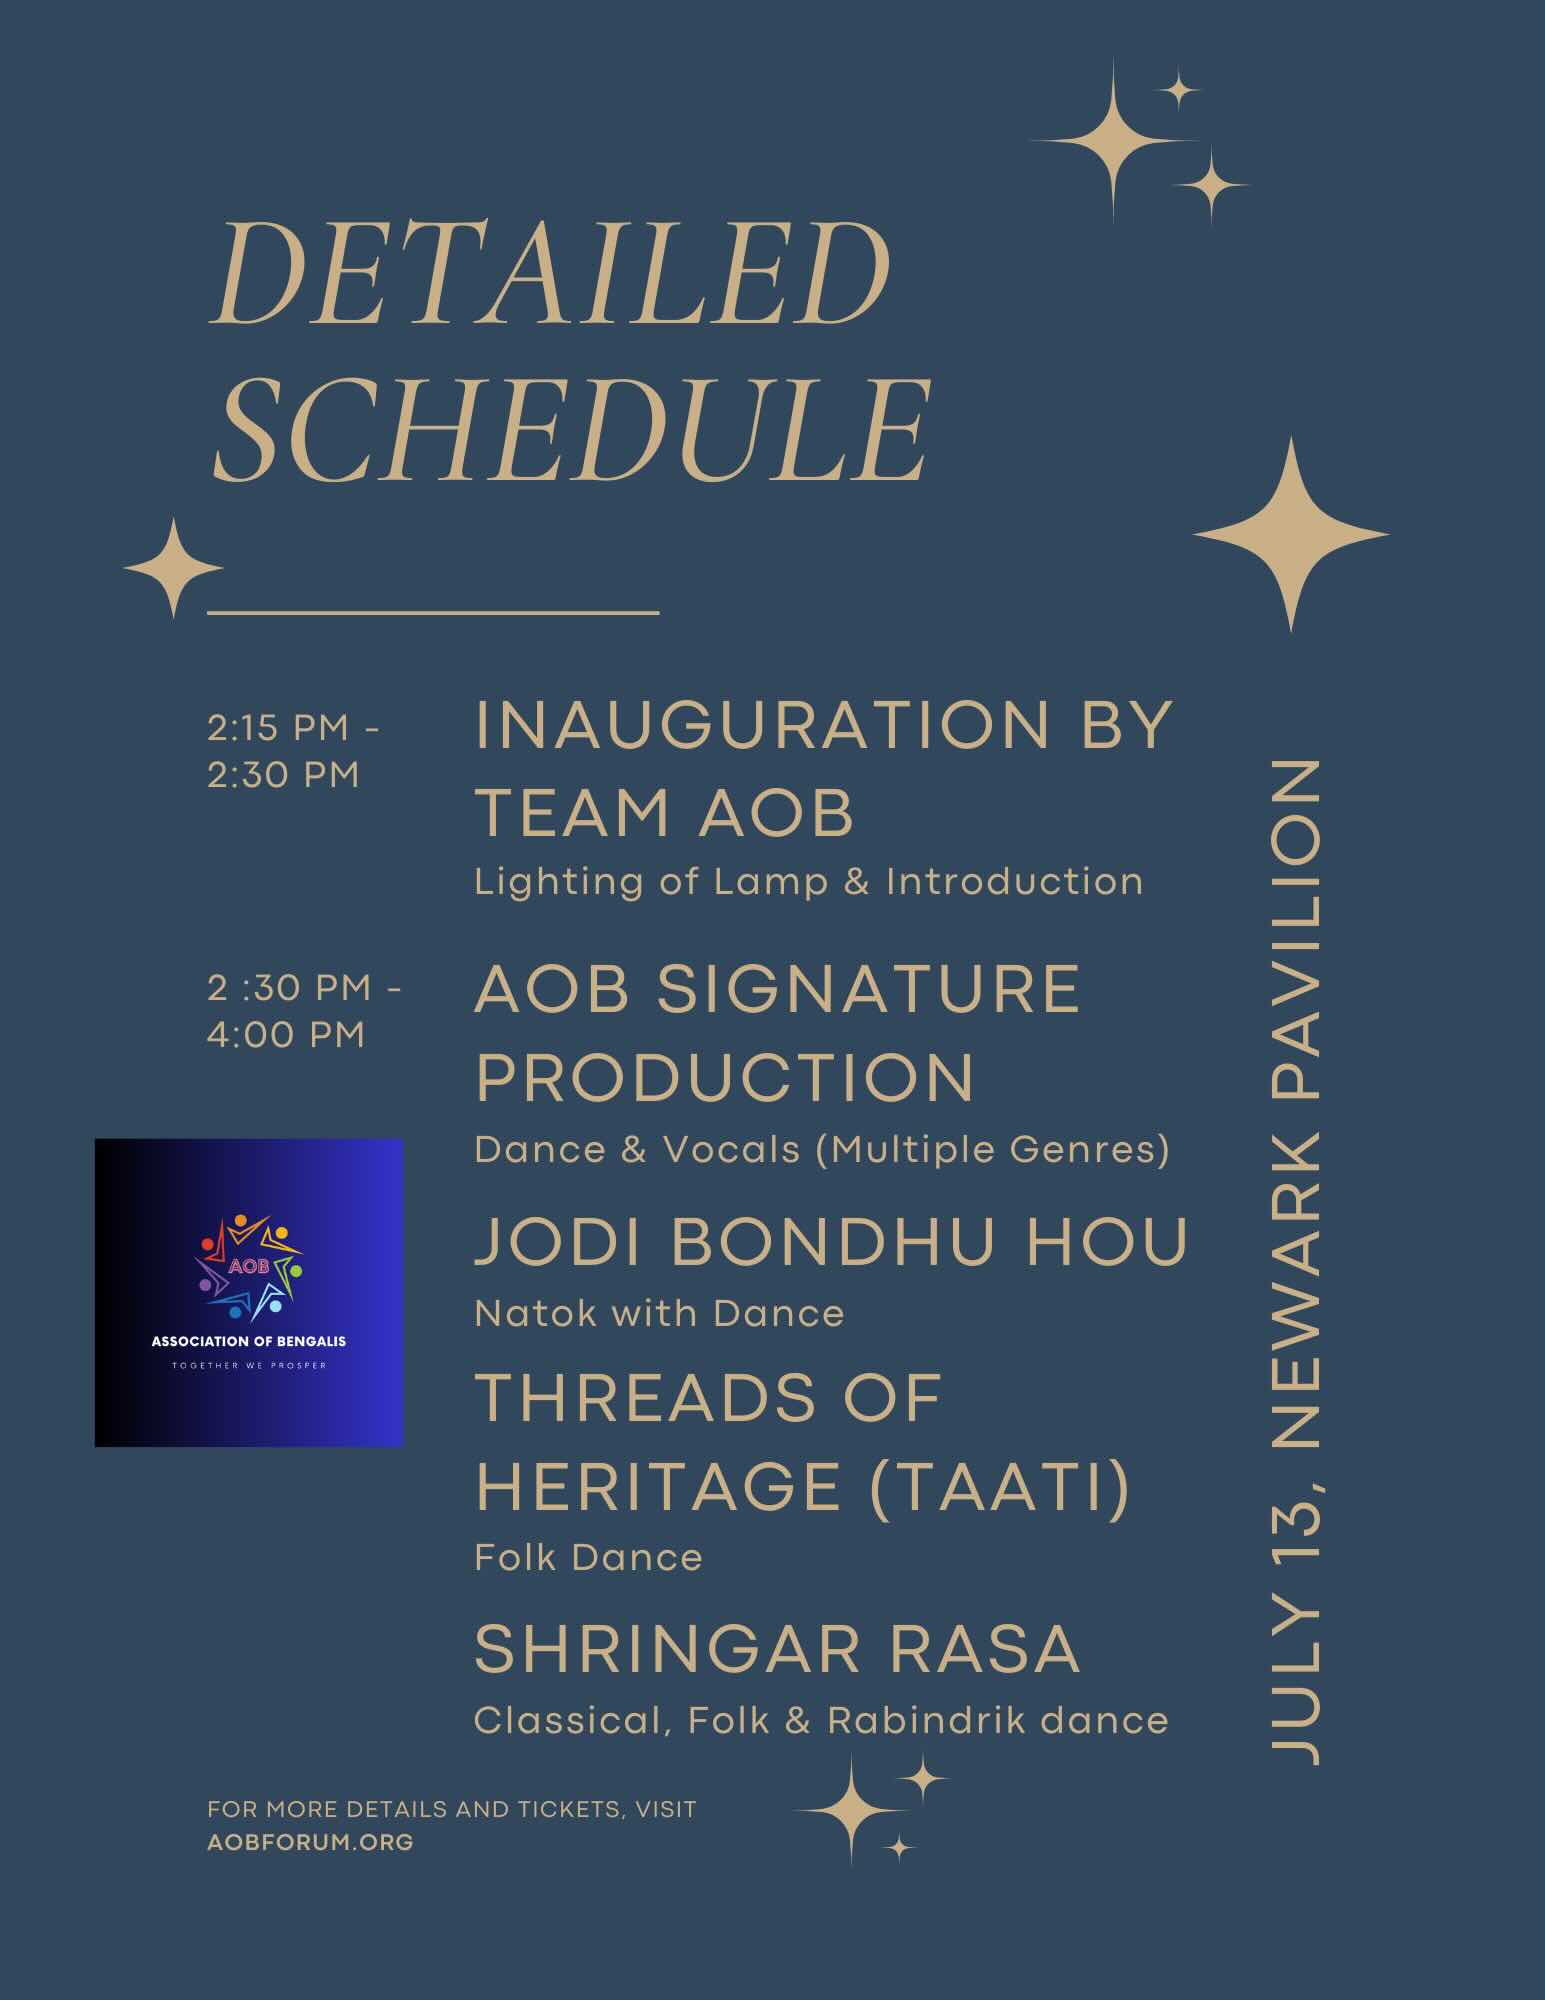 DETAILED
SCHEDULE
2:15 PM -
2:30 PM
INAUGURATION BY
TEAM AOB
Lighting of Lamp & Introduction
2 :30 PM -
4:00 PM
AOB SIGNATURE
PRODUCTION
Dance & Vocals (Multiple Genres)
JODI BONDHU HOU
Natok with Dance
THREADS OF
HERITAGE (TAATI)
Folk Dance
SHRINGAR RASA
Classical, Folk & Rabindrik dance
AOB
ASSOCIATION OF BENGALIS
TOGETHER WE PROSPER
JULY 13, NEWARK PAVILION
FOR MORE DETAILS AND TICKETS, VISIT
AOBFORUM.ORG